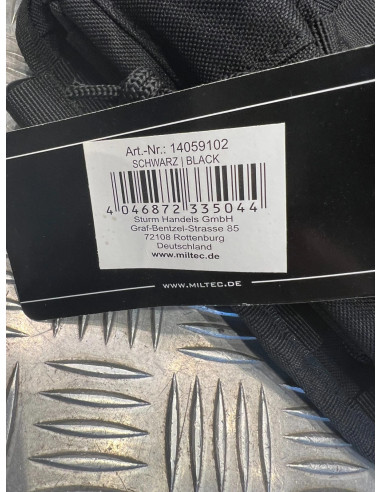 Art.-Nr.: 14059102
SCHWARZ | BLACK
4 046872 335044
Sturm Handels GmbH
Graf-Bentzel-Strasse 85
72108 Rottenburg
Deutschland
www.miltec.de
WWW.MILTEC.DE